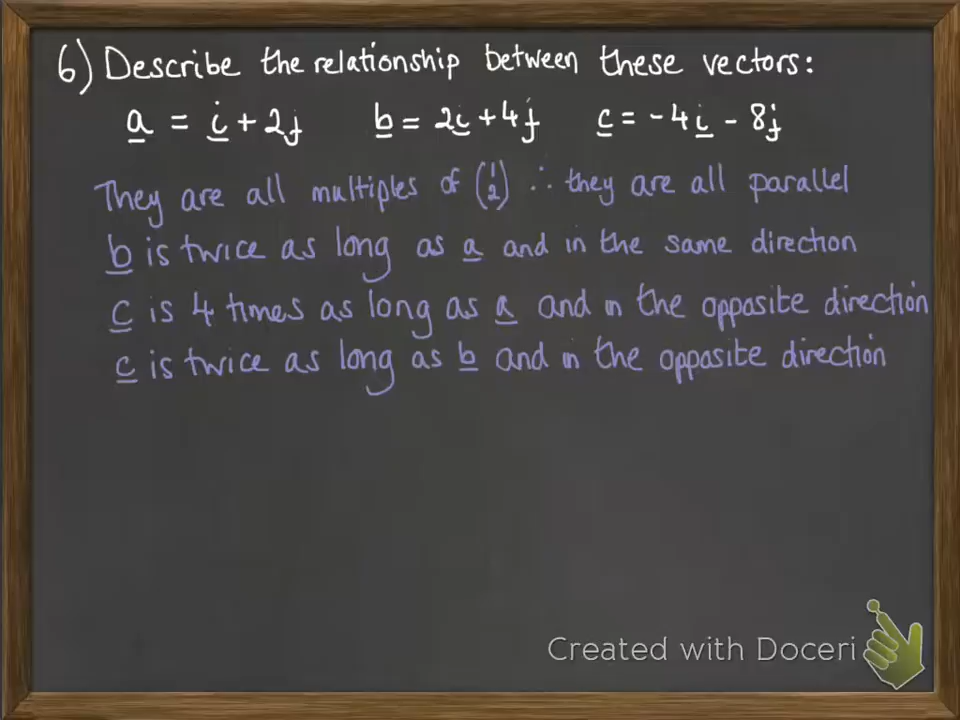 6) Describe the relationship between these vectors:
a = i + 2j b = 2i + 4j c = -4i - 8j
They are all multiples of (1 2) ∴ they are all parallel
b is twice as long as a and in the same direction
c is 4 times as long as a and in the opposite direction
c is twice as long as b and in the opposite direction
Created with Doceri